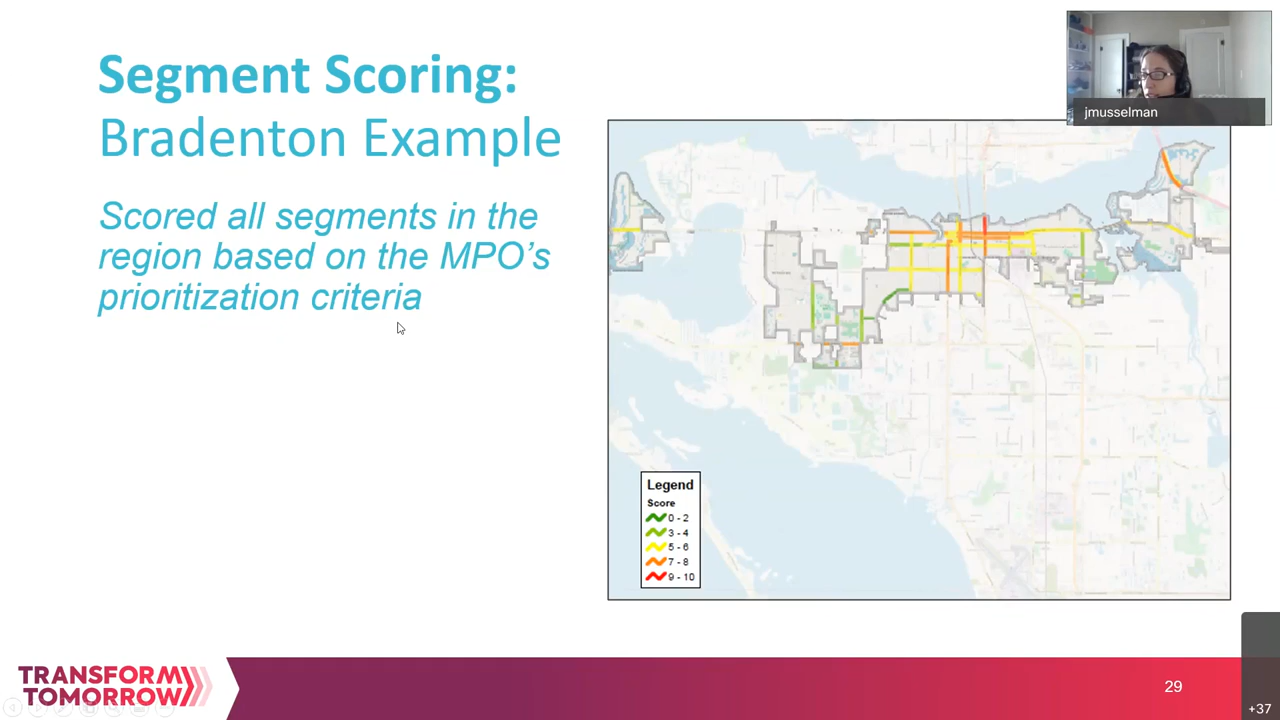 Segment Scoring:
Bradenton Example
Scored all segments in the
region based on the MPO's
prioritization criteria
jmusselman
Legend
Score
0 - 2
3 - 4
5 - 6
7 - 8
9 - 10
TRANSFORM
TOMORROW
29
+37